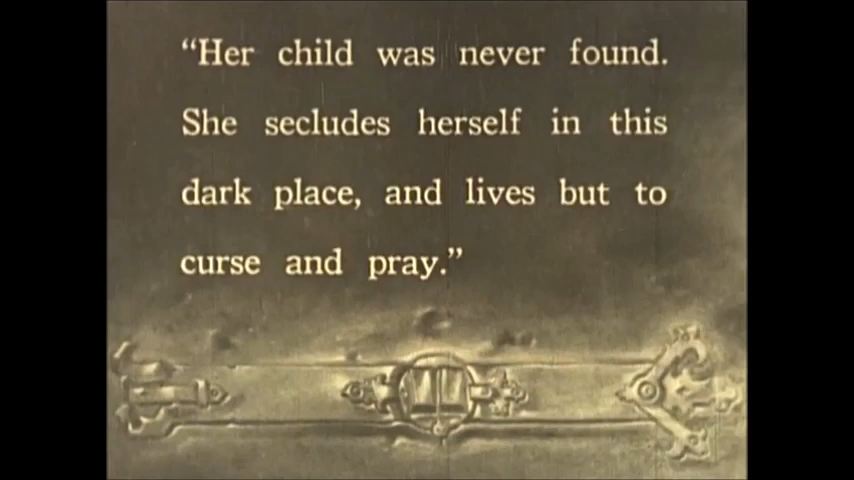 “Her child was never found.
She secludes herself in this
dark place, and lives but to
curse and pray.”